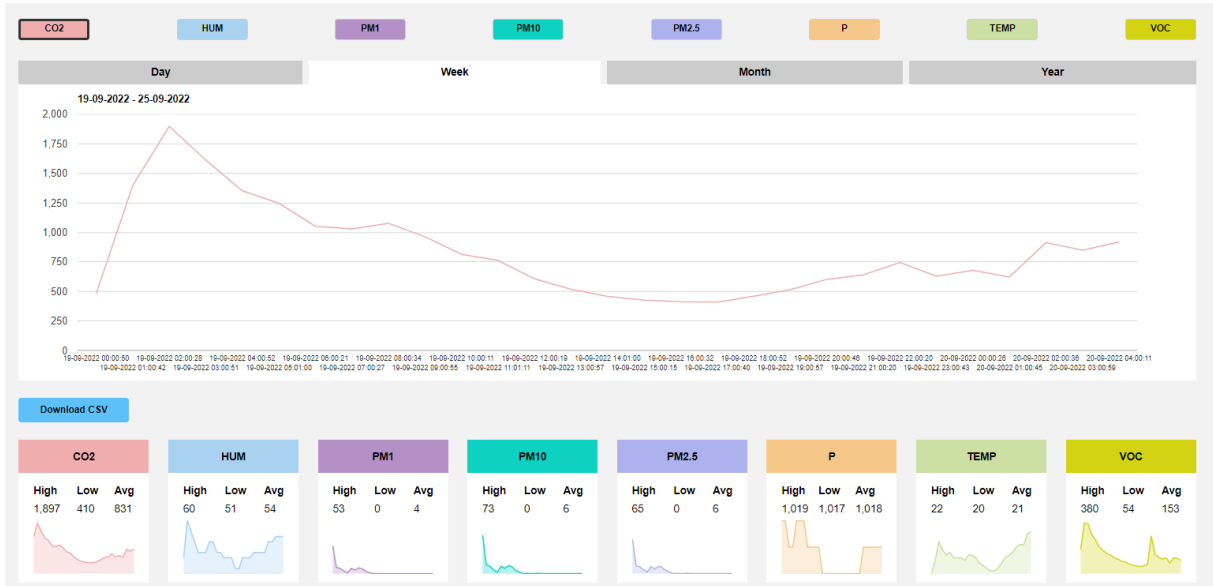 CO2 HUM PM1 PM10 PM2.5 P TEMP VOC
Day Week Month Year
19-09-2022 - 25-09-2022
2,000
1,750
1,500
1,250
1,000
750
500
250
0
19-09-2022 00:00:50 19-09-2022 02:00:28 19-09-2022 04:00:52 19-09-2022 06:00:21 19-09-2022 08:00:34 19-09-2022 10:00:11 19-09-2022 12:00:19 19-09-2022 14:01:00 19-09-2022 16:00:32 19-09-2022 18:00:52 19-09-2022 20:00:46 19-09-2022 22:00:20 20-09-2022 00:00:26 20-09-2022 02:00:36 20-09-2022 04:00:11
19-09-2022 01:00:42 19-09-2022 03:00:51 19-09-2022 05:01:00 19-09-2022 07:00:27 19-09-2022 09:00:55 19-09-2022 11:01:11 19-09-2022 13:00:57 19-09-2022 15:00:15 19-09-2022 17:00:40 19-09-2022 19:00:57 19-09-2022 21:00:20 19-09-2022 23:00:43 20-09-2022 01:00:45 20-09-2022 03:00:59
Download CSV
CO2 HUM PM1 PM10 PM2.5 P TEMP VOC
High Low Avg High Low Avg High Low Avg High Low Avg High Low Avg High Low Avg High Low Avg High Low Avg
1,897 410 831 60 51 54 53 0 4 73 0 6 65 0 6 1,019 1,017 1,018 22 20 21 380 54 153